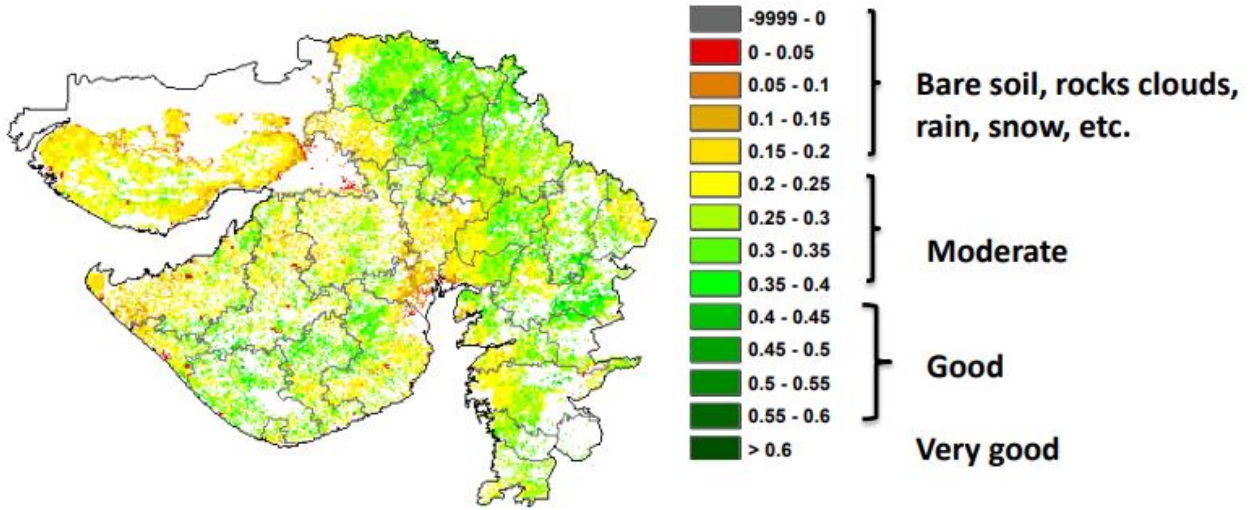 -9999 - 0
0 - 0.05
0.05 - 0.1
0.1 - 0.15
0.15 - 0.2
Bare soil, rocks clouds,
rain, snow, etc.
0.2 - 0.25
0.25 - 0.3
0.3 - 0.35
0.35 - 0.4
Moderate
0.4 - 0.45
0.45 - 0.5
0.5 - 0.55
0.55 - 0.6
Good
> 0.6
Very good